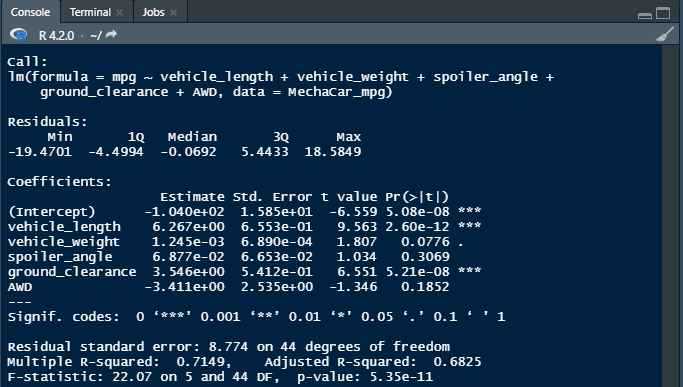 Console Terminal × Jobs ×
R 4.2.0 · ~/
Call:
lm(formula = mpg ~ vehicle_length + vehicle_weight + spoiler_angle +
    ground_clearance + AWD, data = MechaCar_mpg)
Residuals:
     Min       1Q   Median       3Q      Max
-19.4701  -4.4994  -0.0692   5.4433  18.5849
Coefficients:
                   Estimate Std. Error t value Pr(>|t|)
(Intercept)      -1.040e+02  1.585e+01  -6.559 5.08e-08 ***
vehicle_length    6.267e+00  6.553e-01   9.563 2.60e-12 ***
vehicle_weight    1.245e-03  6.890e-04   1.807   0.0776 .
spoiler_angle     6.877e-02  6.653e-02   1.034   0.3069
ground_clearance  3.546e+00  5.412e-01   6.551 5.21e-08 ***
AWD              -3.411e+00  2.535e+00  -1.346   0.1852
---
Signif. codes:  0 ‘***’ 0.001 ‘**’ 0.01 ‘*’ 0.05 ‘.’ 0.1 ‘ ’ 1
Residual standard error: 8.774 on 44 degrees of freedom
Multiple R-squared:  0.7149,	Adjusted R-squared:  0.6825
F-statistic: 22.07 on 5 and 44 DF,  p-value: 5.35e-11